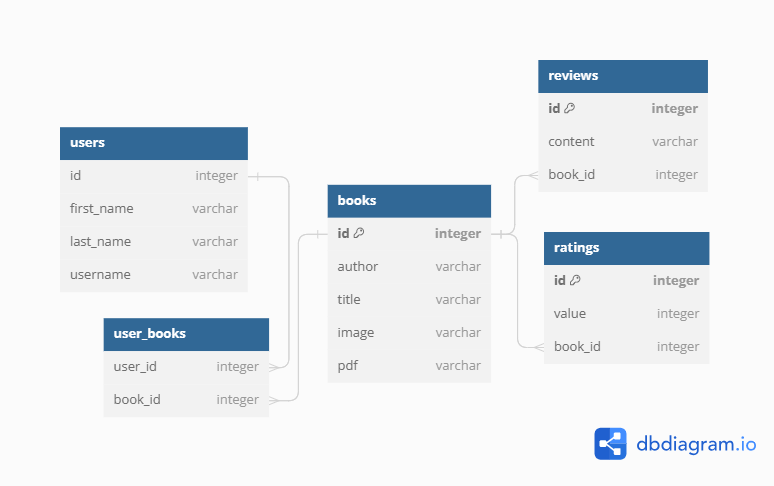 users
id integer
first_name varchar
last_name varchar
username varchar
user_books
user_id integer
book_id integer
books
id integer
author varchar
title varchar
image varchar
pdf varchar
reviews
id integer
content varchar
book_id integer
ratings
id integer
value integer
book_id integer
dbdiagram.io